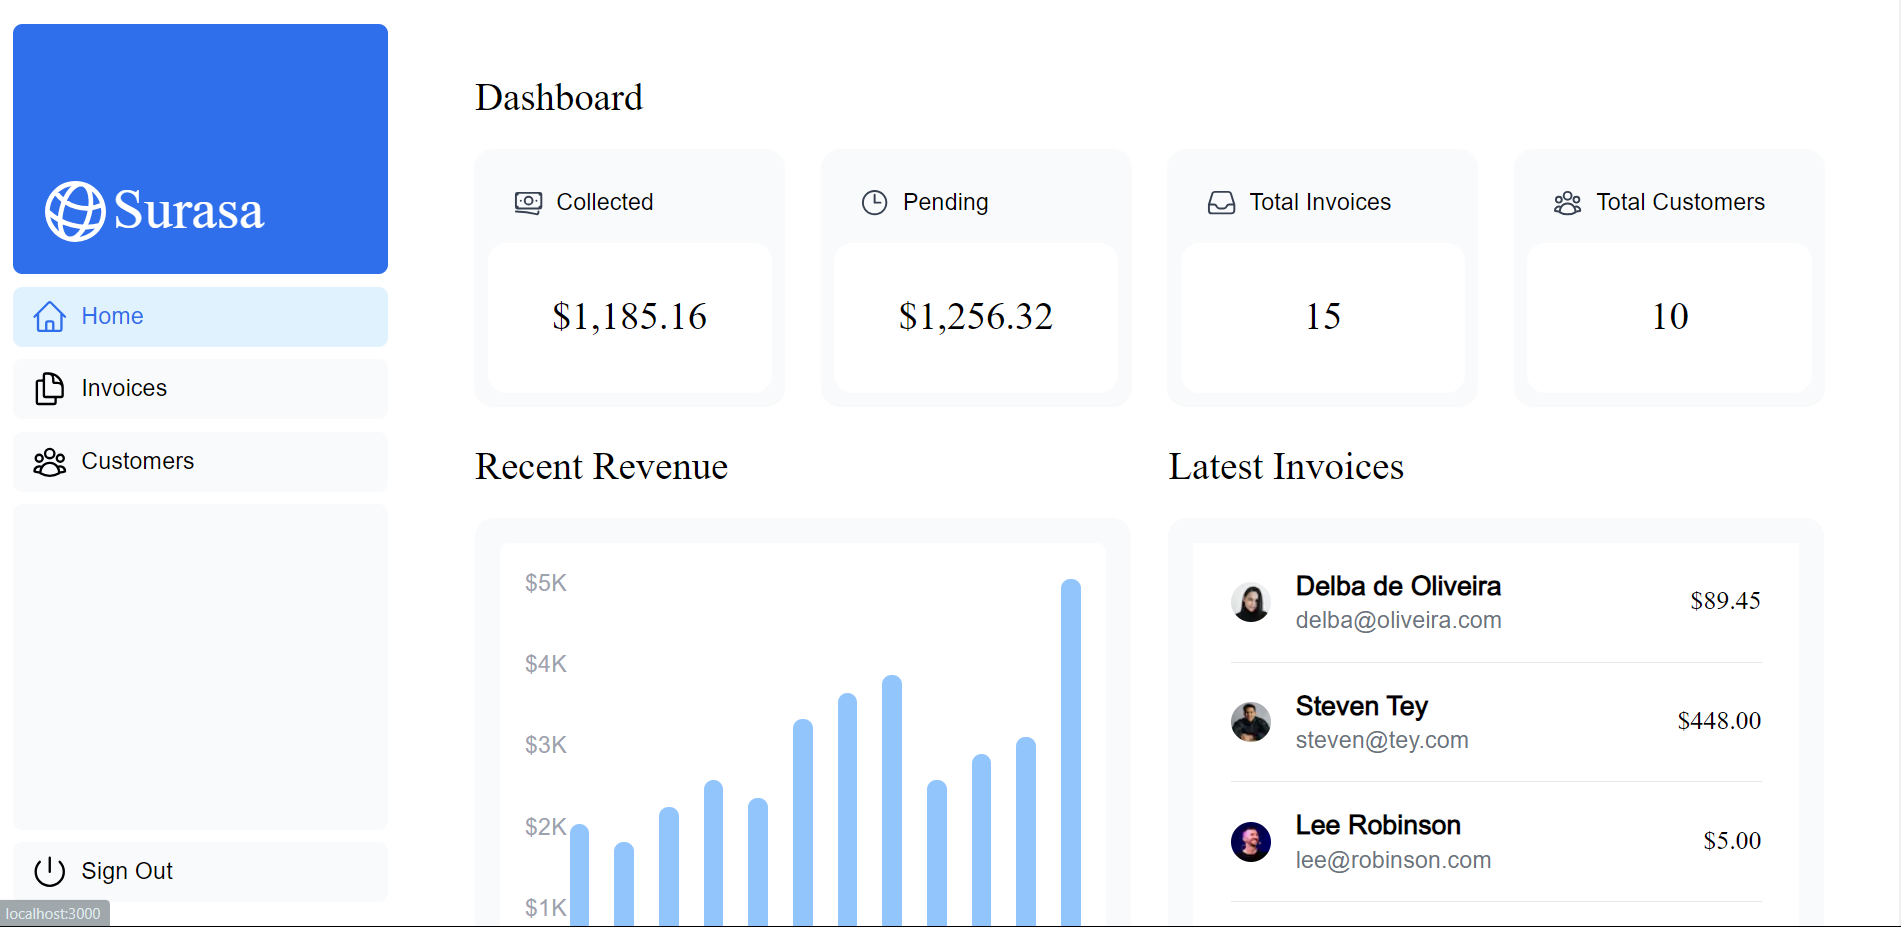 Surasa
Home
Invoices
Customers
Sign Out
localhost:3000
Dashboard
Collected
$1,185.16
Pending
$1,256.32
Total Invoices
15
Total Customers
10
Recent Revenue
$5K
$4K
$3K
$2K
$1K
Latest Invoices
Delba de Oliveira
delba@oliveira.com
$89.45
Steven Tey
steven@tey.com
$448.00
Lee Robinson
lee@robinson.com
$5.00